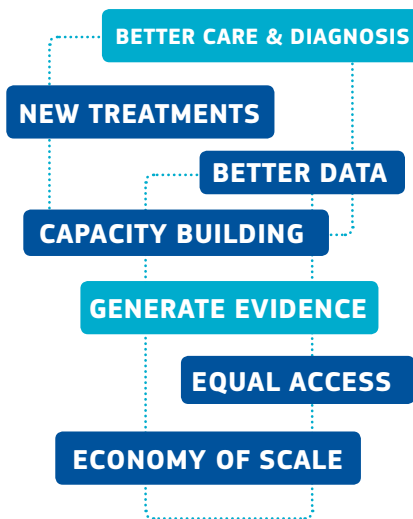 BETTER CARE & DIAGNOSIS
NEW TREATMENTS
BETTER DATA
CAPACITY BUILDING
GENERATE EVIDENCE
EQUAL ACCESS
ECONOMY OF SCALE